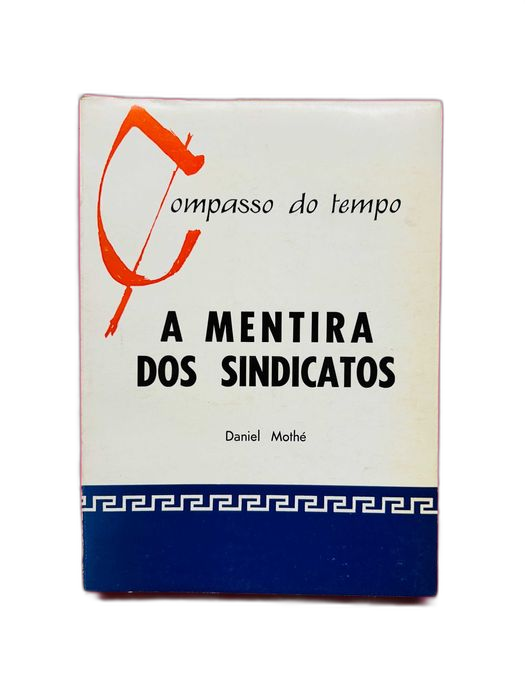 Compasso do tempo
A MENTIRA
DOS SINDICATOS
Daniel Mothé